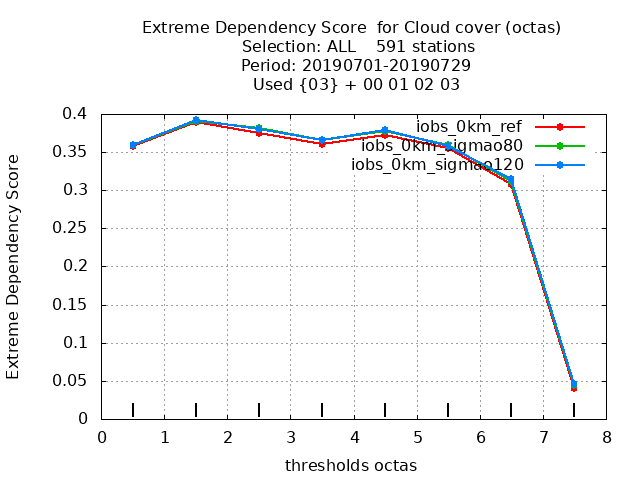 Extreme Dependency Score  for Cloud cover (octas)
Selection: ALL    591 stations
Period: 20190701-20190729
Used {03} + 00 01 02 03
iobs_0km_ref
iobs_0km_sigmao80
iobs_0km_sigmao120
Extreme Dependency Score
0.4
0.35
0.3
0.25
0.2
0.15
0.1
0.05
0
0 1 2 3 4 5 6 7 8
thresholds octas